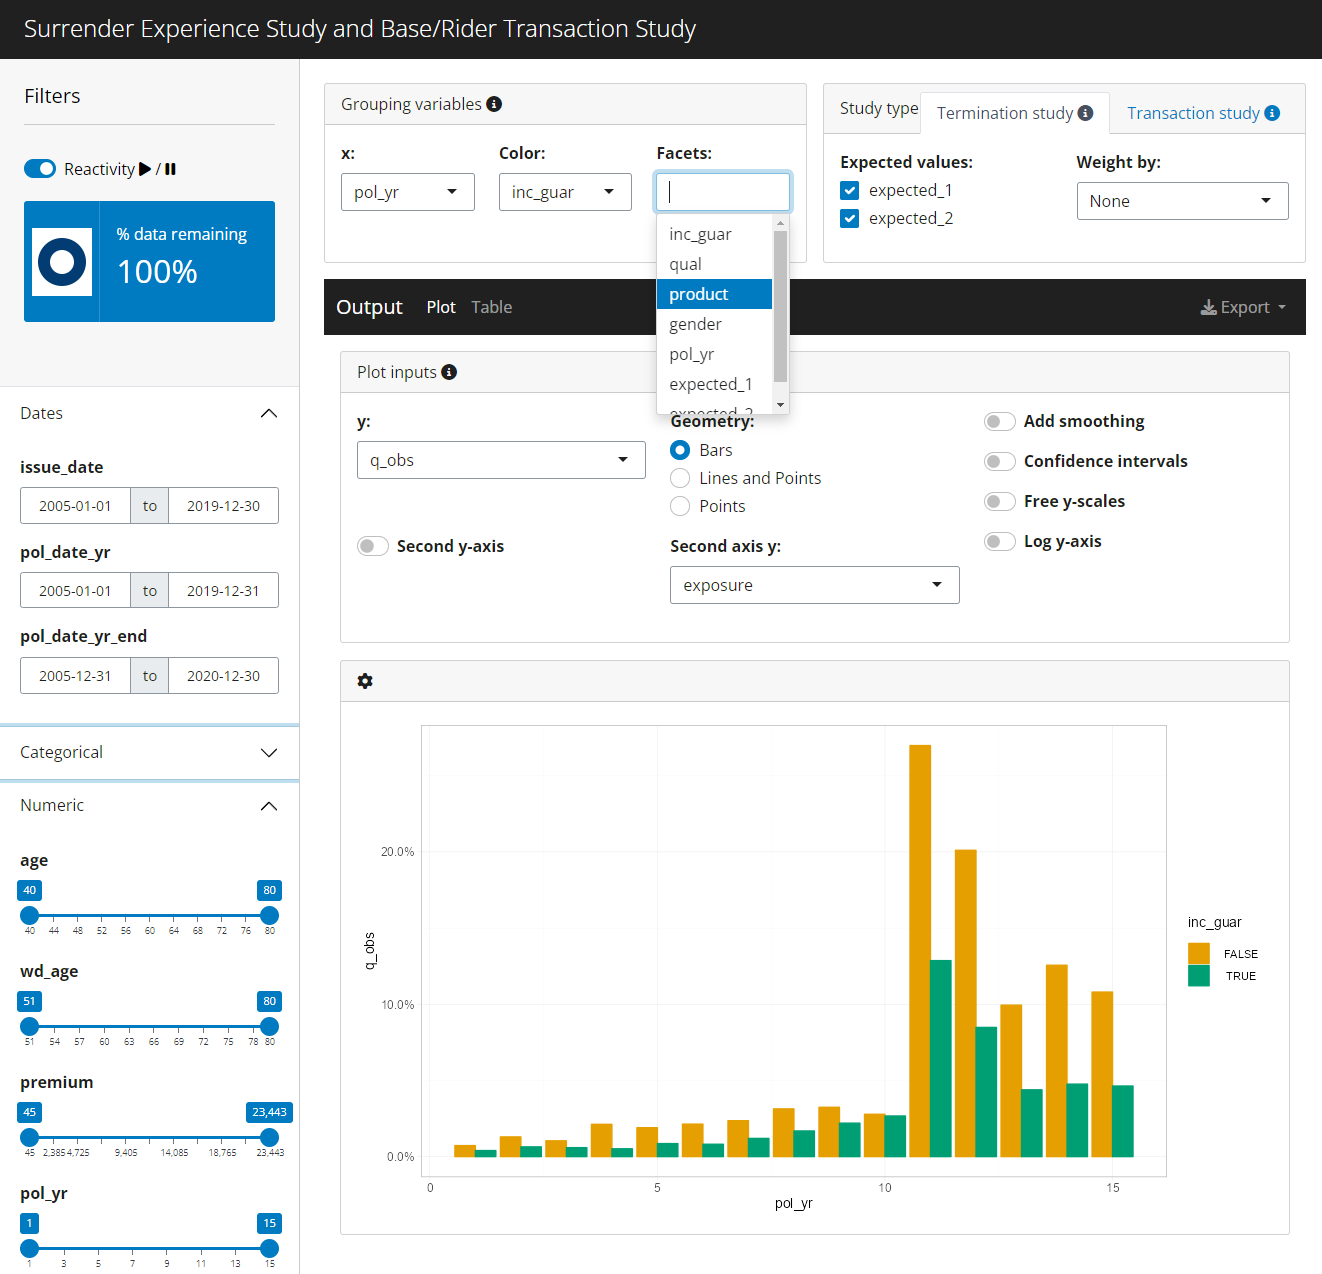 Surrender Experience Study and Base/Rider Transaction Study
Filters
Reactivity /
% data remaining
100%
Dates
issue_date
2005-01-01 to 2019-12-30
pol_date_yr
2005-01-01 to 2019-12-31
pol_date_yr_end
2005-12-31 to 2020-12-30
Categorical
Numeric
age
40 80
40 44 48 52 56 60 64 68 72 76 80
wd_age
51 80
51 54 57 60 63 66 69 72 75 78 80
premium
45 23,443
45 2,385 4,725 9,405 14,085 18,765 23,443
pol_yr
1 15
1 3 5 7 9 11 13 15
Grouping variables
x: Color: Facets:
pol_yr inc_guar
inc_guar
qual
product
gender
pol_yr
expected_1
expected_2
Study type Termination study Transaction study
Expected values: Weight by:
expected_1 None
expected_2
Output Plot Table Export
Plot inputs
y: Geometry: Add smoothing
q_obs Bars Confidence intervals
Lines and Points Free y-scales
Points Log y-axis
Second y-axis Second axis y:
exposure
20.0%
10.0%
0.0%
q_obs
0 5 10 15
pol_yr
inc_guar
FALSE
TRUE